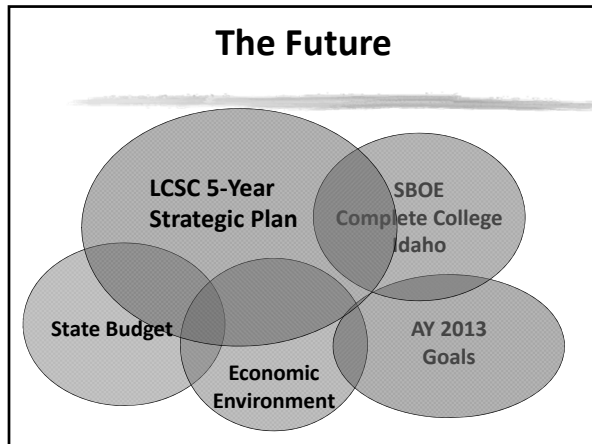 The Future
LCSC 5-Year
Strategic Plan
SBOE
Complete College
Idaho
State Budget
Economic
Environment
AY 2013
Goals